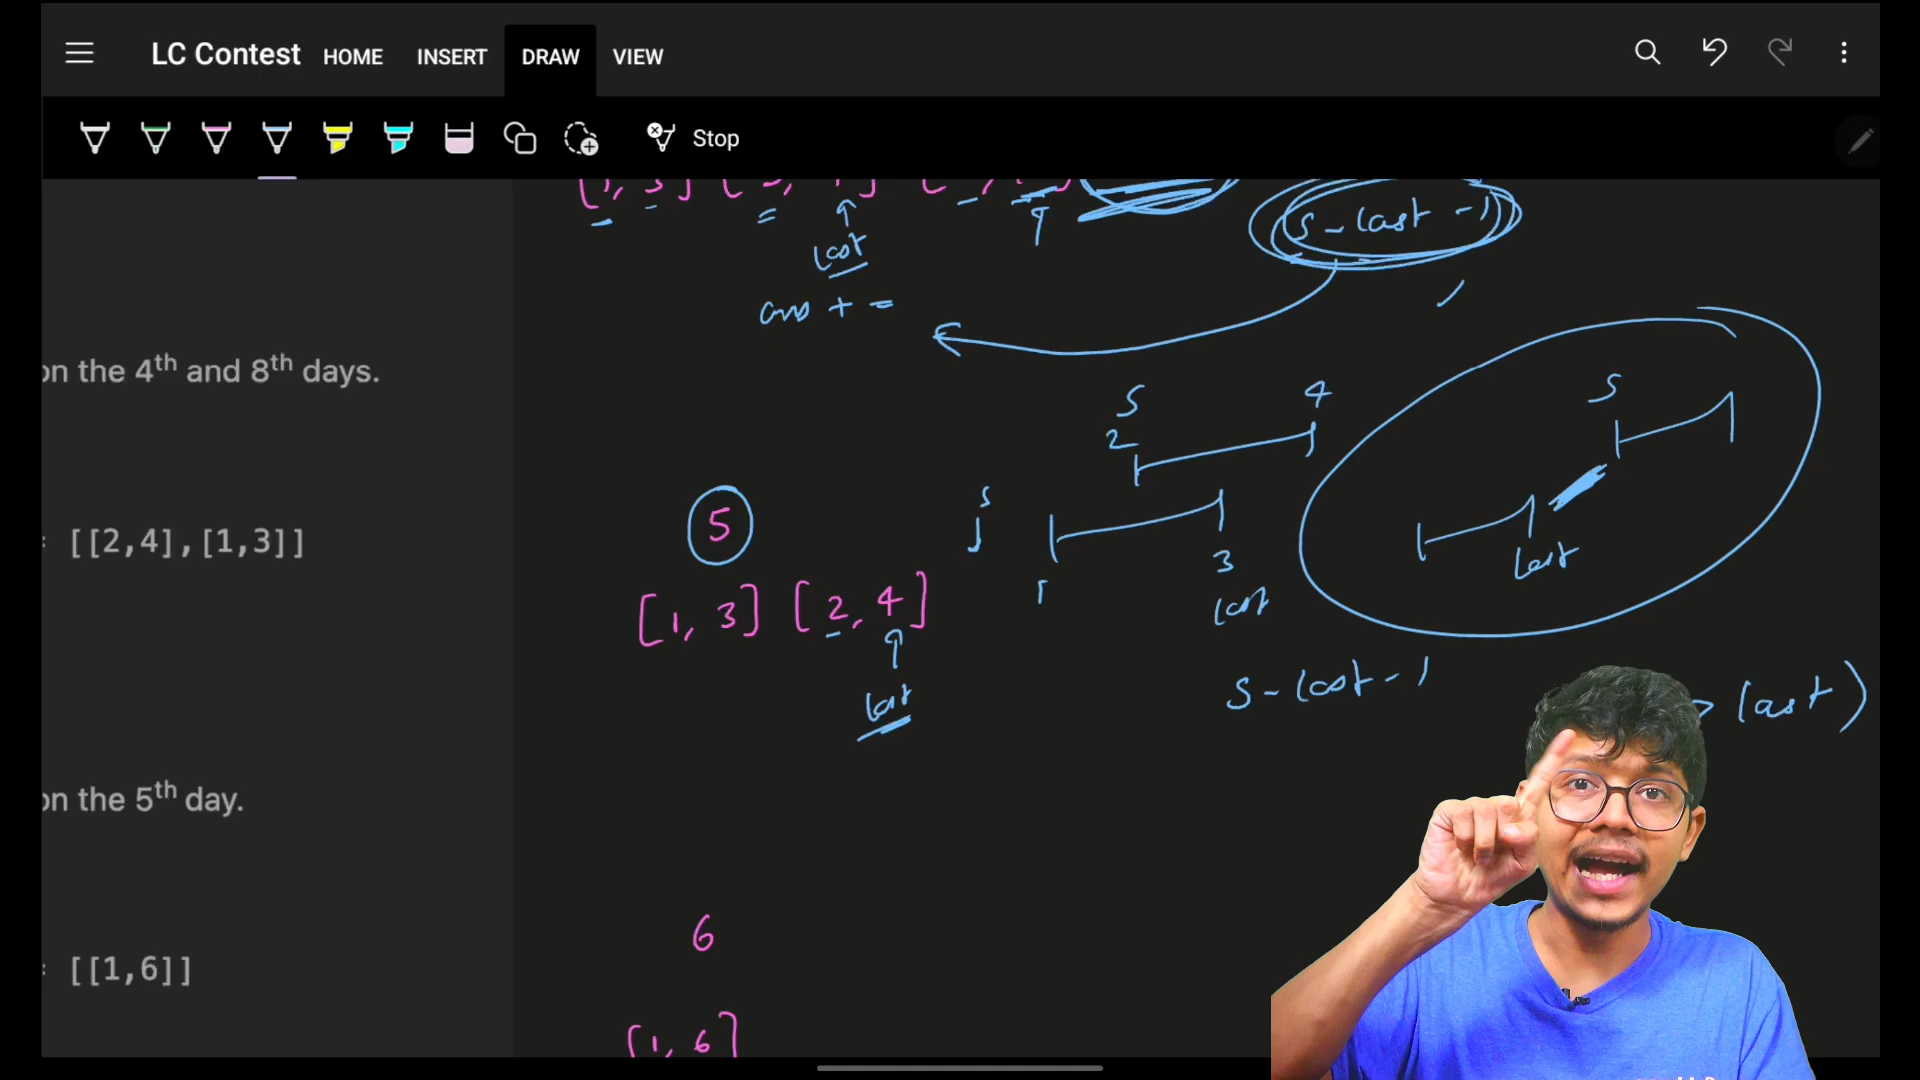 LC Contest HOME INSERT DRAW VIEW
Stop
s - last - 1
last
ans + =
on the 4th and 8th days.
S
4
S
2
5
s
[[2,4],[1,3]]
last
3
1
last
[1, 3] [2, 4]
last
s - last - 1
> last)
on the 5th day.
6
[[1,6]]
[1, 6]